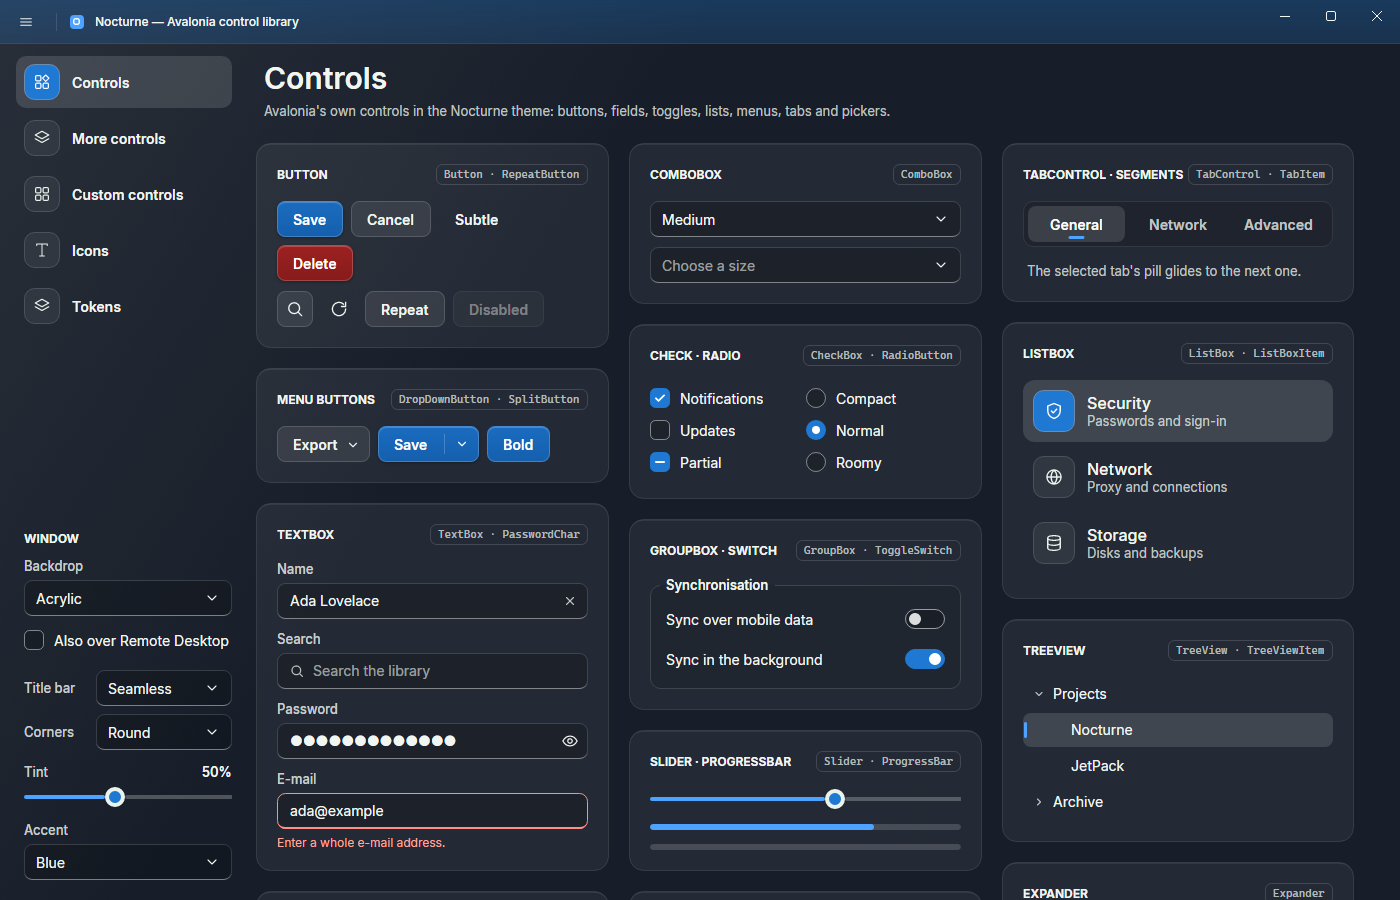 Nocturne — Avalonia control library
Controls
More controls
Custom controls
Icons
Tokens
WINDOW
Backdrop
Acrylic
Also over Remote Desktop
Title bar
Seamless
Corners
Round
Tint
50%
Accent
Blue
Controls
Avalonia's own controls in the Nocturne theme: buttons, fields, toggles, lists, menus, tabs and pickers.
BUTTON
Button · RepeatButton
Save
Cancel
Subtle
Delete
Repeat
Disabled
MENU BUTTONS
DropDownButton · SplitButton
Export
Save
Bold
TEXTBOX
TextBox · PasswordChar
Name
Ada Lovelace
Search
Search the library
Password
E-mail
ada@example
Enter a whole e-mail address.
COMBOBOX
ComboBox
Medium
Choose a size
CHECK · RADIO
CheckBox · RadioButton
Notifications
Compact
Updates
Normal
Partial
Roomy
GROUPBOX · SWITCH
GroupBox · ToggleSwitch
Synchronisation
Sync over mobile data
Sync in the background
SLIDER · PROGRESSBAR
Slider · ProgressBar
TABCONTROL · SEGMENTS
TabControl · TabItem
General
Network
Advanced
The selected tab's pill glides to the next one.
LISTBOX
ListBox · ListBoxItem
Security
Passwords and sign-in
Network
Proxy and connections
Storage
Disks and backups
TREEVIEW
TreeView · TreeViewItem
Projects
Nocturne
JetPack
Archive
EXPANDER
Expander